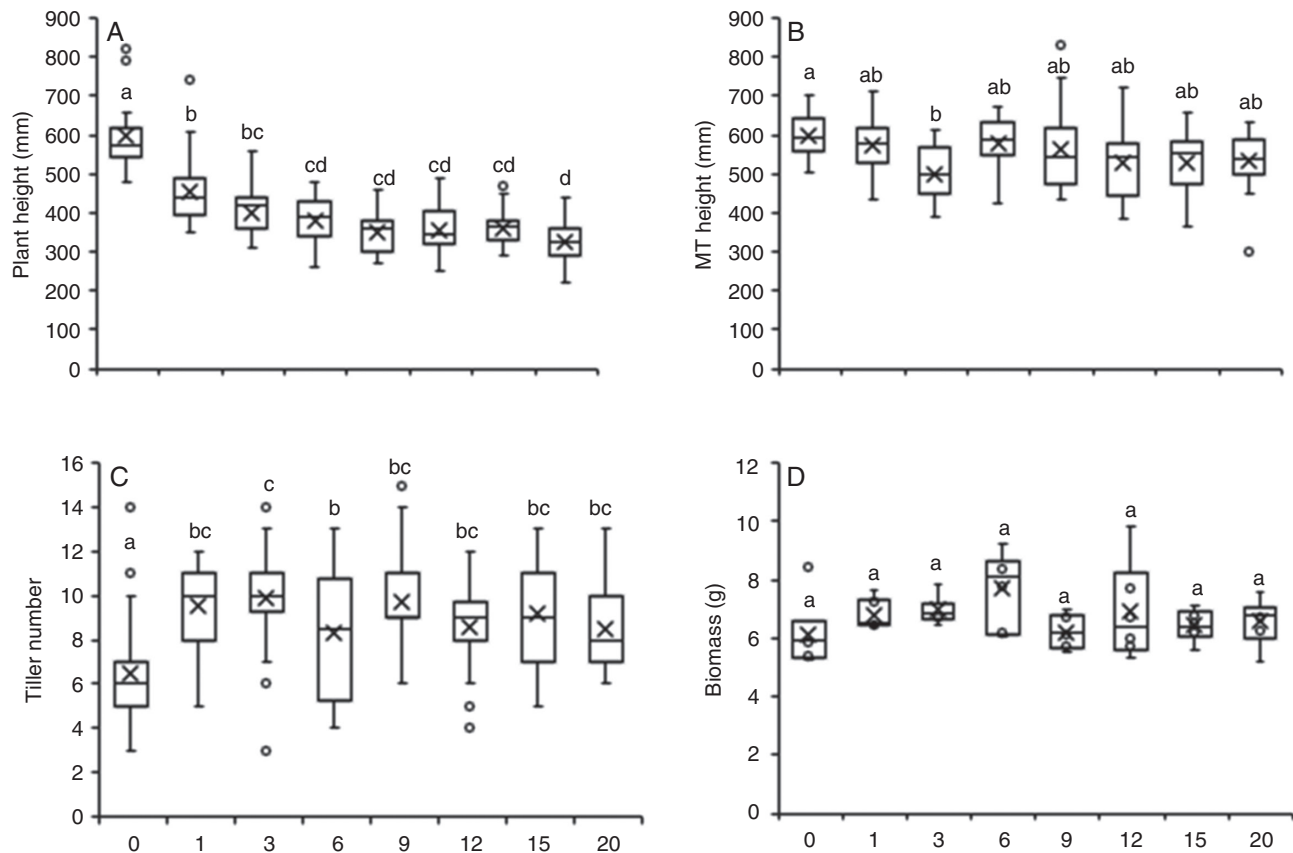 A
Plant height (mm)
900
800
700
600
500
400
300
200
100
0
a
b
bc
cd
cd
cd
cd
d
B
MT height (mm)
900
800
700
600
500
400
300
200
100
0
a
ab
b
ab
ab
ab
ab
ab
C
Tiller number
16
14
12
10
8
6
4
2
0
a
bc
c
b
bc
bc
bc
bc
0 1 3 6 9 12 15 20
D
Biomass (g)
12
10
8
6
4
2
0
a
a
a
a
a
a
a
a
0 1 3 6 9 12 15 20